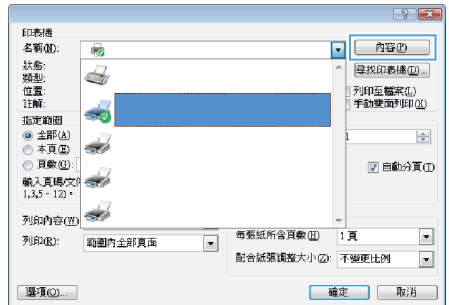 印表機
名稱(N):
內容(P)
狀態:
尋找印表機(D)...
類型:
位置:
列印至檔案(L)
註解:
手動雙面列印(X)
指定範圍
全部(A)
1
本頁(E)
頁數(G):
自動分頁(T)
輸入頁碼/文件
1,3,5 - 12)。
列印內容(W)
列印(R):
範圍內全部頁面
每張紙所含頁數(H)
1 頁
配合紙張調整大小(Z):
不變更比例
選項(O)...
確定
取消